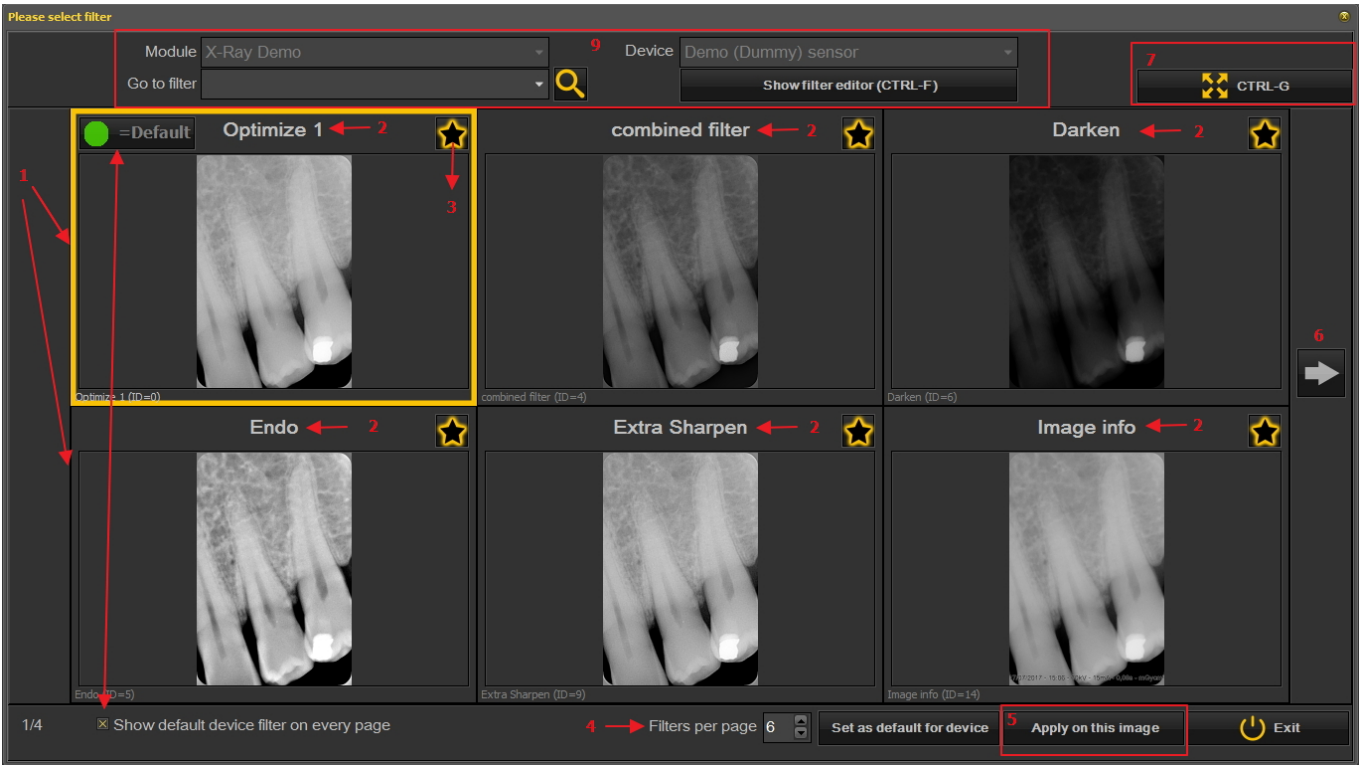 Please select filter
Module X-Ray Demo 9 Device Demo (Dummy) sensor 7
Go to filter Show filter editor (CTRL-F) CTRL-G
=Default Optimize 1 2 combined filter 2 Darken 2
1 3
6
Optimize 1 (ID=0) combined filter (ID=4) Darken (ID=6)
Endo 2 Extra Sharpen 2 Image info 2
Endo (ID=5) Extra Sharpen (ID=9) Image info (ID=14)
1/4 Show default device filter on every page 4 Filters per page 6 Set as default for device 5 Apply on this image Exit